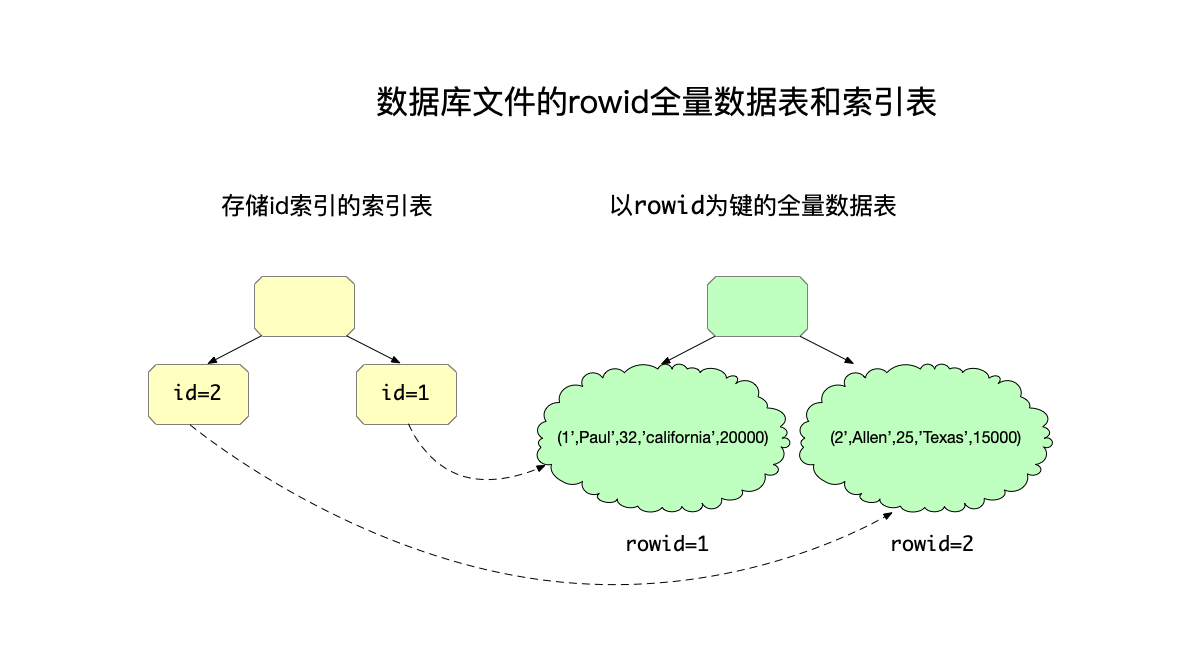 数据库文件的rowid全量数据表和索引表
存储id索引的索引表
以rowid为键的全量数据表
id=2
id=1
(1’,Paul’,32,’california’,20000)
(2’,Allen’,25,’Texas’,15000)
rowid=1
rowid=2